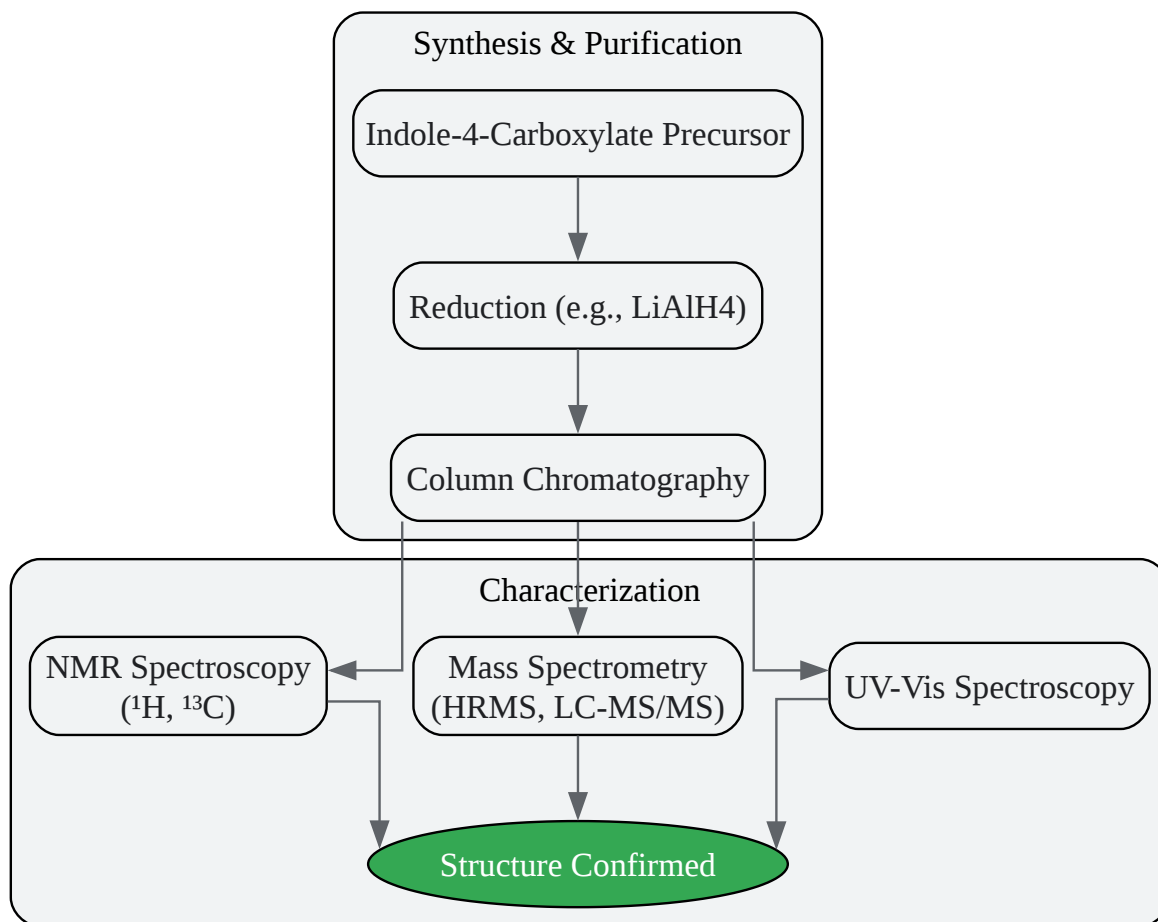 Synthesis & Purification
Indole-4-Carboxylate Precursor
Reduction (e.g., LiAlH4)
Column Chromatography
Characterization
NMR Spectroscopy
(¹H, ¹³C)
Mass Spectrometry
(HRMS, LC-MS/MS)
UV-Vis Spectroscopy
Structure Confirmed